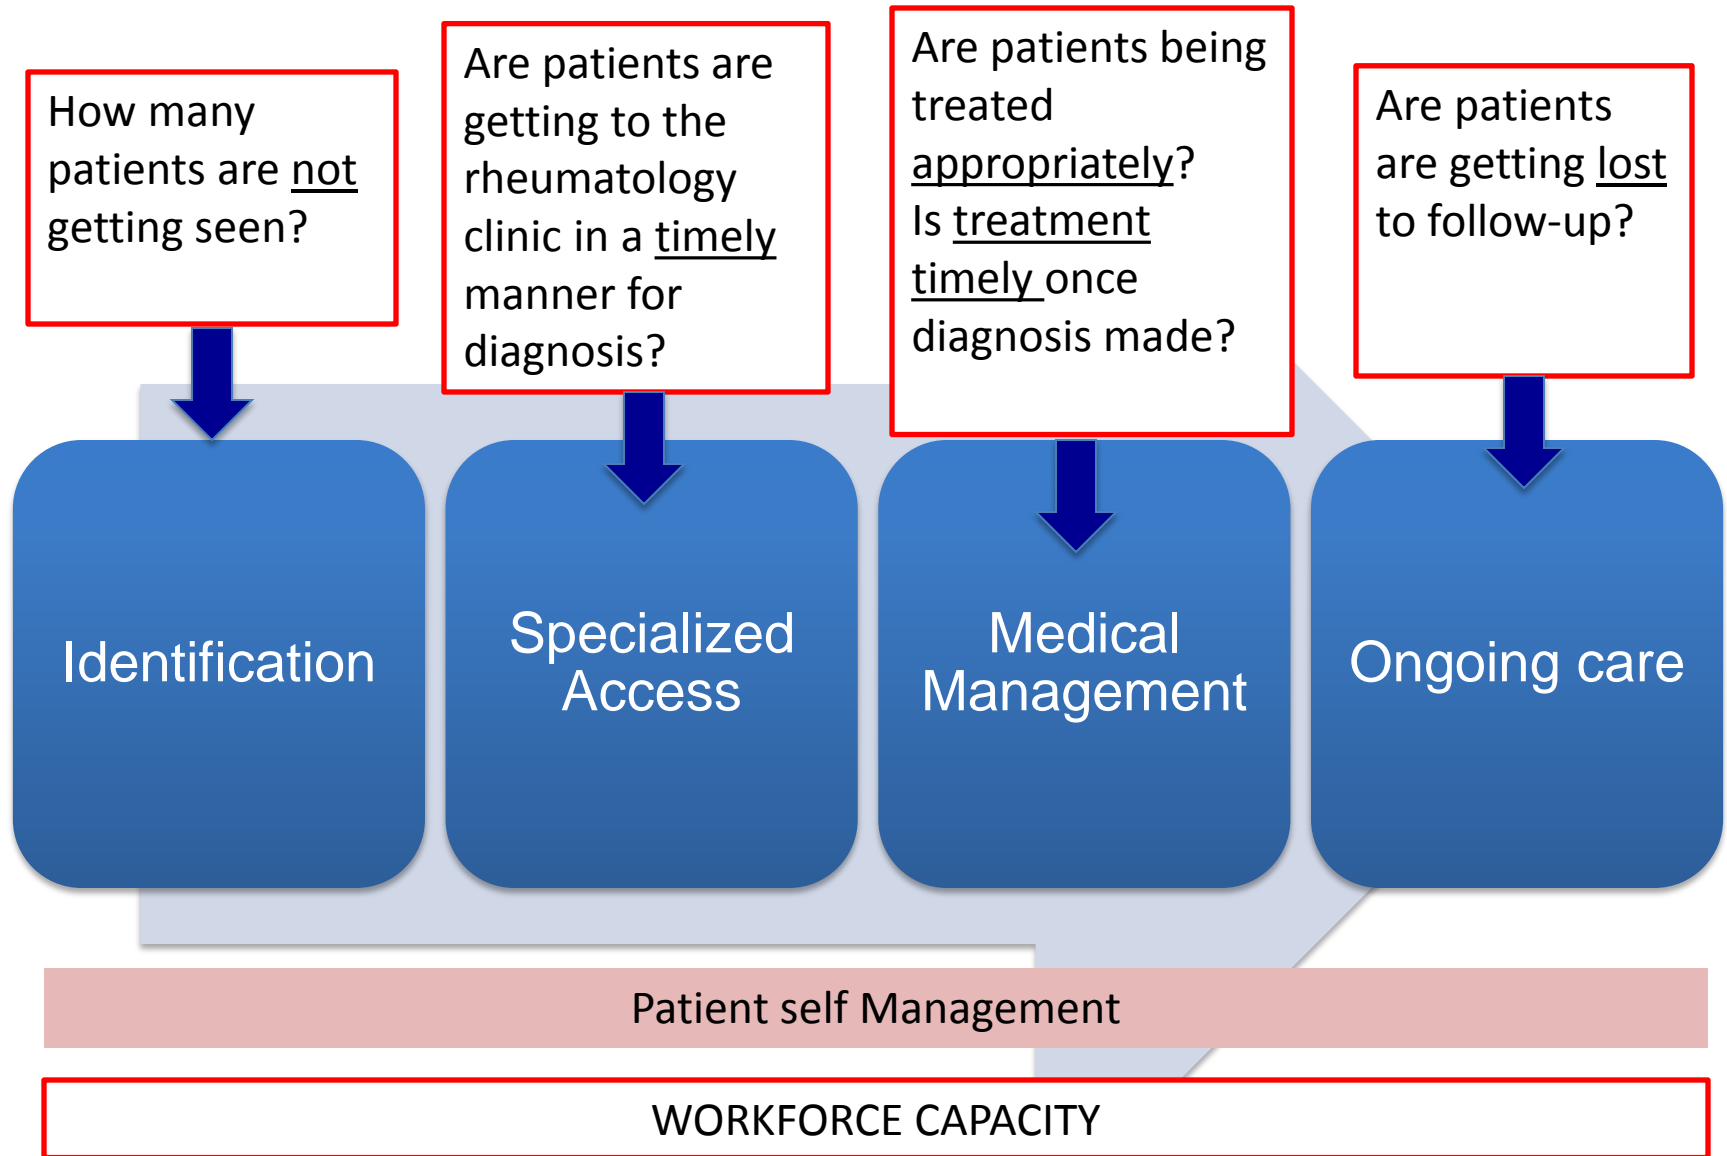 How many
patients are not
getting seen?
Are patients are
getting to the
rheumatology
clinic in a timely
manner for
diagnosis?
Are patients being
treated
appropriately?
Is treatment
timely once
diagnosis made?
Are patients
are getting lost
to follow-up?
Identification
Specialized
Access
Medical
Management
Ongoing care
Patient self Management
WORKFORCE CAPACITY